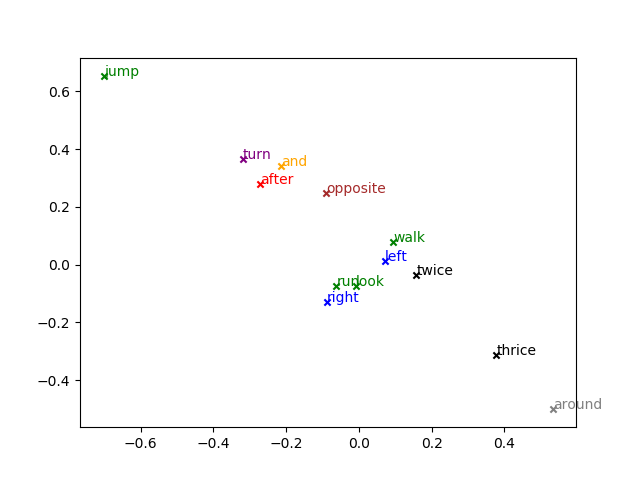 jump
0.6
turn
and
0.4
after
opposite
0.2
walk
left
0.0
twice
run
look
right
−0.2
thrice
−0.4
around
−0.6
−0.4
−0.2
0.0
0.2
0.4